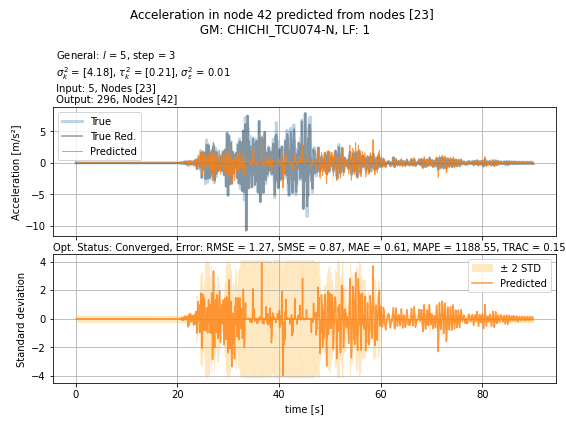 Acceleration in node 42 predicted from nodes [23]
GM: CHICHI_TCU074-N, LF: 1
General: l = 5, step = 3
σ²ₖ = [4.18], τ²ₖ = [0.21], σ²ε = 0.01
Input: 5, Nodes [23]
Output: 296, Nodes [42]
True
True Red.
Predicted
Acceleration [m/s²]
5
0
−5
−10
Opt. Status: Converged, Error: RMSE = 1.27, SMSE = 0.87, MAE = 0.61, MAPE = 1188.55, TRAC = 0.15
± 2 STD
Predicted
Standard deviation
4
2
0
−2
−4
0 20 40 60 80
time [s]